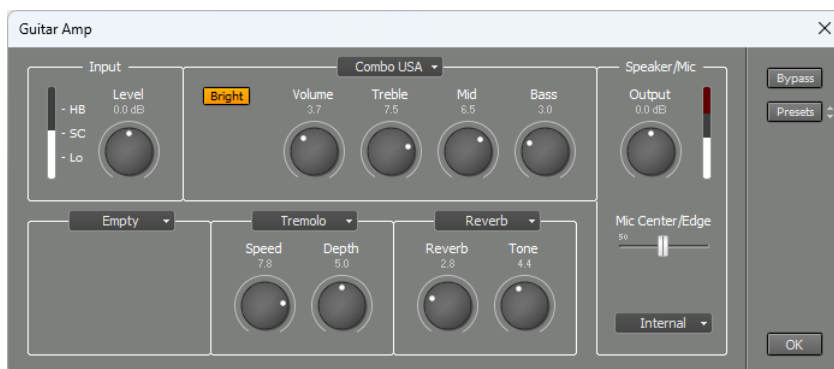 Guitar Amp
Input
Combo USA
Speaker/Mic
Bypass
Level
0.0 dB
Bright
Volume
3.7
Treble
7.5
Mid
6.5
Bass
3.0
Output
0.0 dB
Presets
- HB
- SC
- Lo
Empty
Tremolo
Reverb
Mic Center/Edge
50
Speed
7.8
Depth
5.0
Reverb
2.8
Tone
4.4
Internal
OK